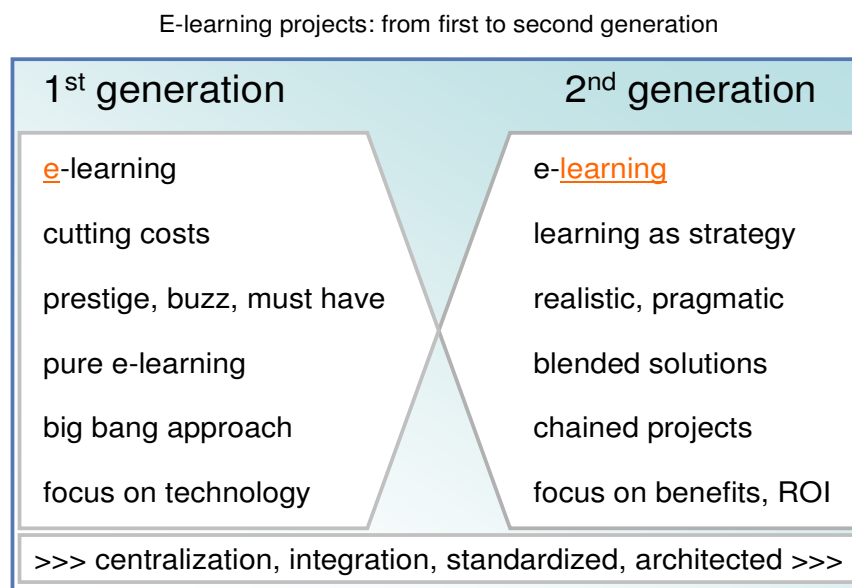 E-learning projects: from first to second generation
1st generation
2nd generation
e-learning
cutting costs
prestige, buzz, must have
pure e-learning
big bang approach
focus on technology
e-learning
learning as strategy
realistic, pragmatic
blended solutions
chained projects
focus on benefits, ROI
>>> centralization, integration, standardized, architected >>>